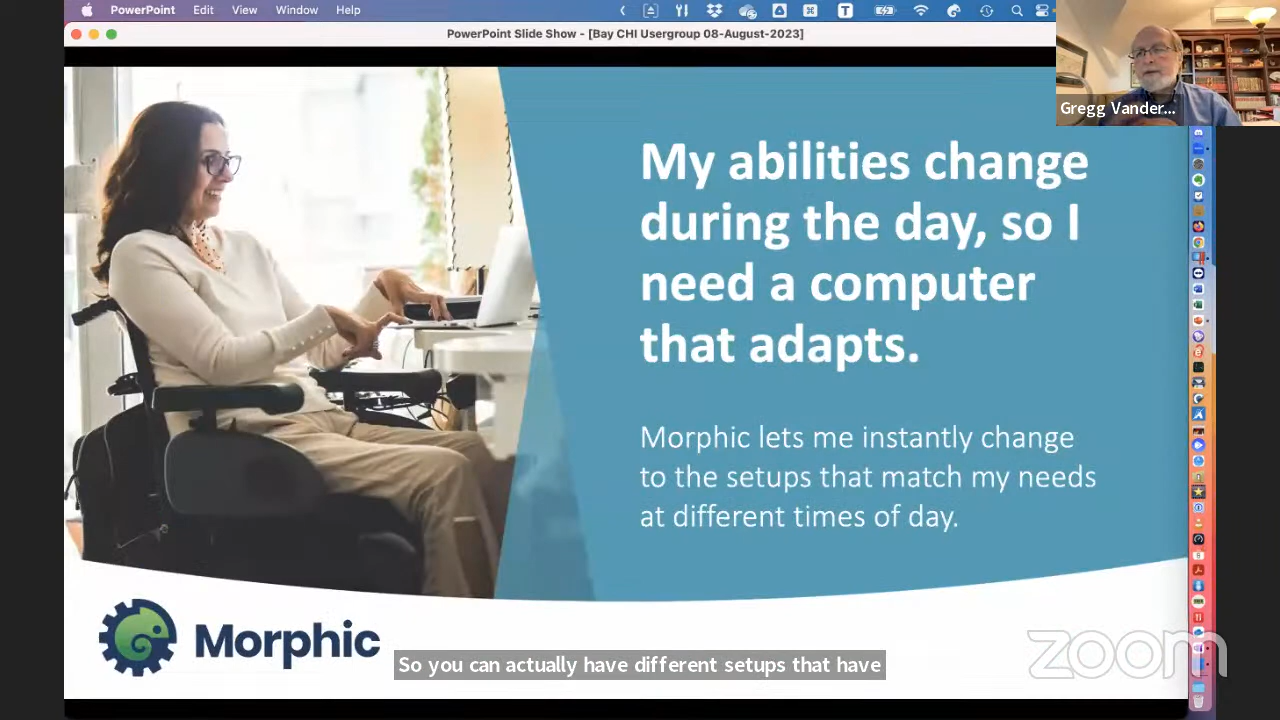 PowerPoint Edit View Window Help
PowerPoint Slide Show - [Bay CHI Usergroup 08-August-2023]
Gregg Vander...
My abilities change
during the day, so I
need a computer
that adapts.
Morphic lets me instantly change
to the setups that match my needs
at different times of day.
Morphic
So you can actually have different setups that have
zoom